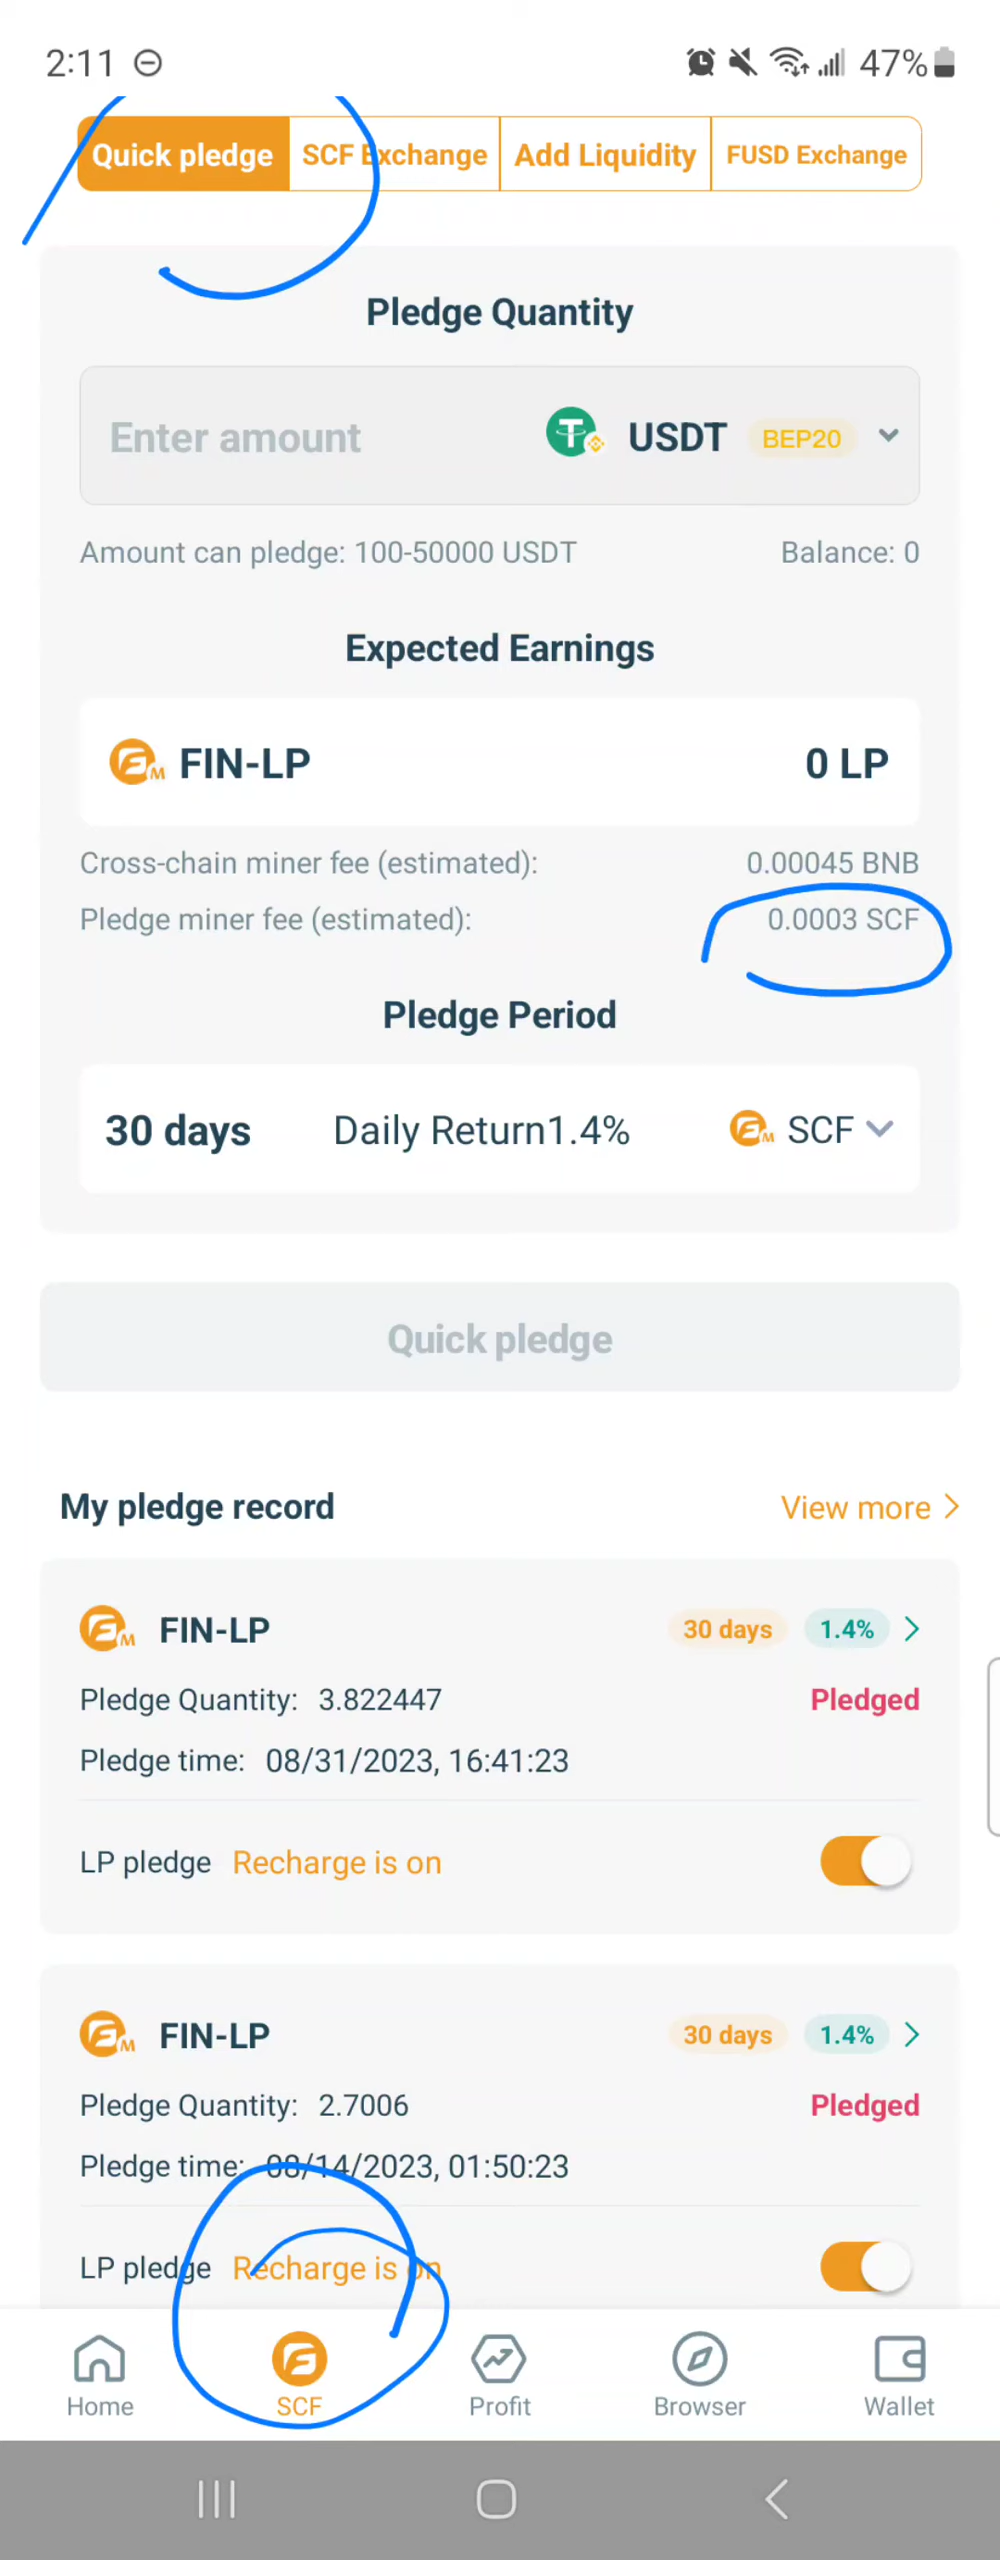 2:11 47%
Quick pledge SCF Exchange Add Liquidity FUSD Exchange
Pledge Quantity
Enter amount USDT BEP20
Amount can pledge: 100-50000 USDT Balance: 0
Expected Earnings
FIN-LP 0 LP
Cross-chain miner fee (estimated): 0.00045 BNB
Pledge miner fee (estimated): 0.0003 SCF
Pledge Period
30 days Daily Return1.4% SCF
Quick pledge
My pledge record View more
FIN-LP 30 days 1.4%
Pledge Quantity: 3.822447 Pledged
Pledge time: 08/31/2023, 16:41:23
LP pledge Recharge is on
FIN-LP 30 days 1.4%
Pledge Quantity: 2.7006 Pledged
Pledge time: 08/14/2023, 01:50:23
LP pledge Recharge is on
Home SCF Profit Browser Wallet